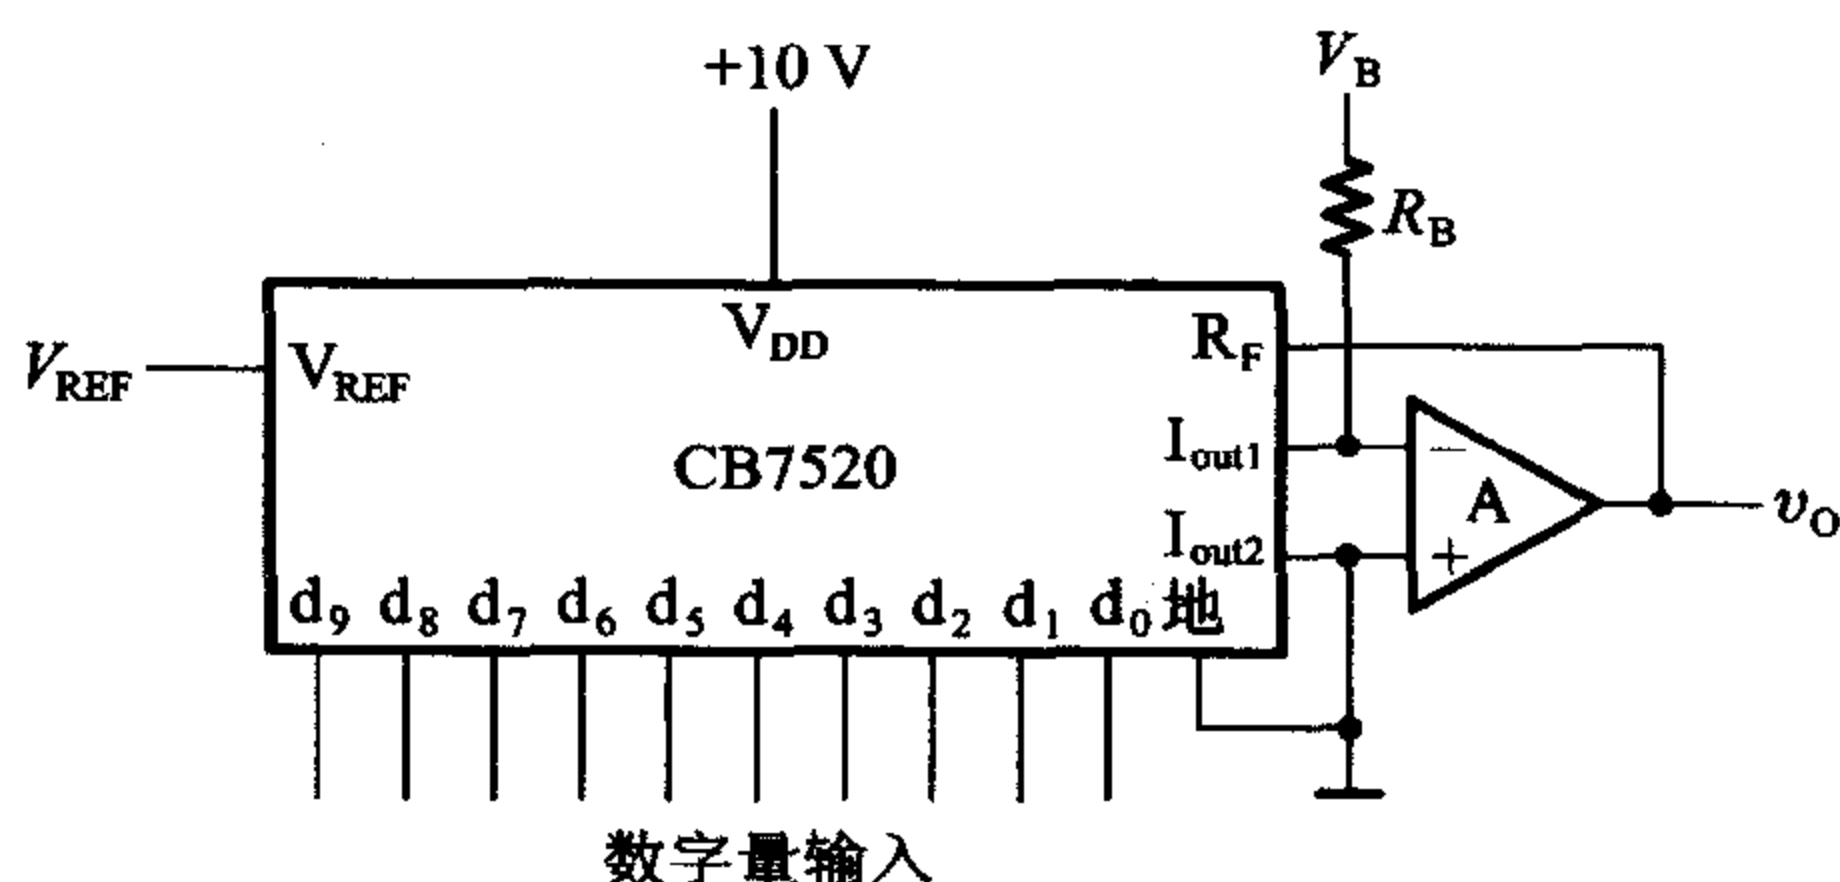 +10 V
V_B
R_B
V_REF
V_REF
V_DD
R_F
CB7520
I_out1
I_out2
A
−
+
v_O
d_9 d_8 d_7 d_6 d_5 d_4 d_3 d_2 d_1 d_0 地
数字量输入